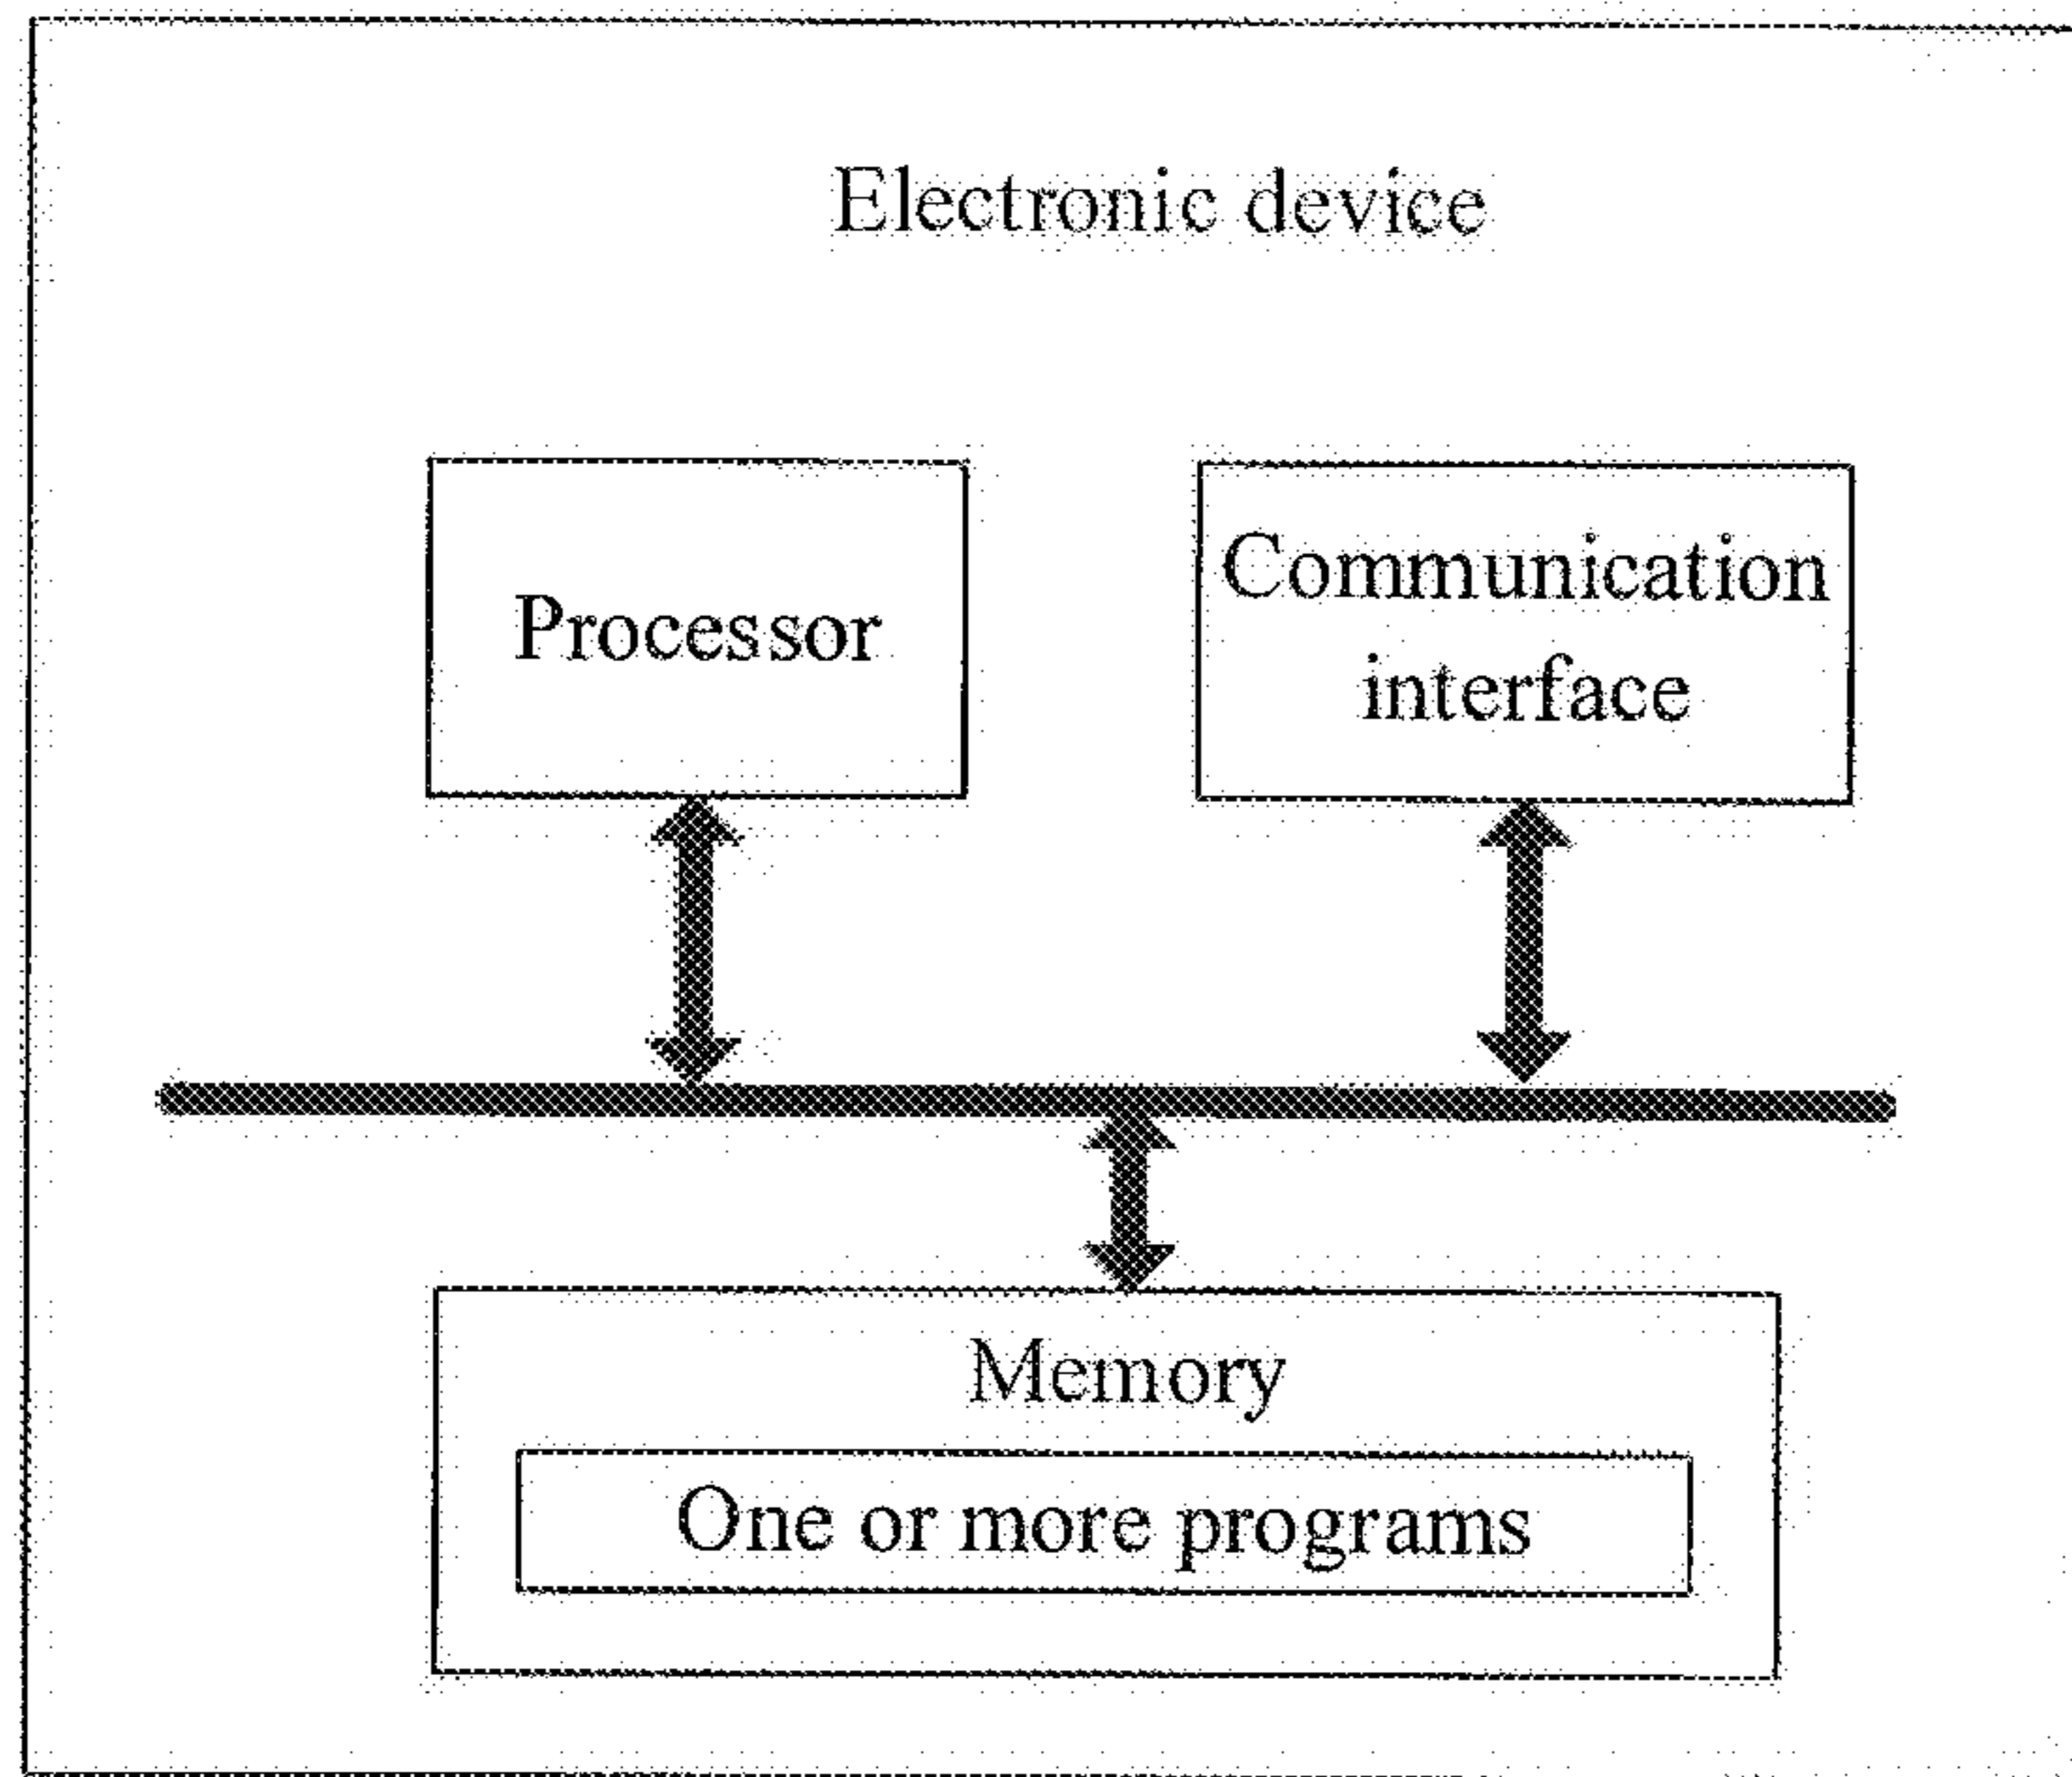 Electronic device
Processor
Communication
interface
Memory
One or more programs